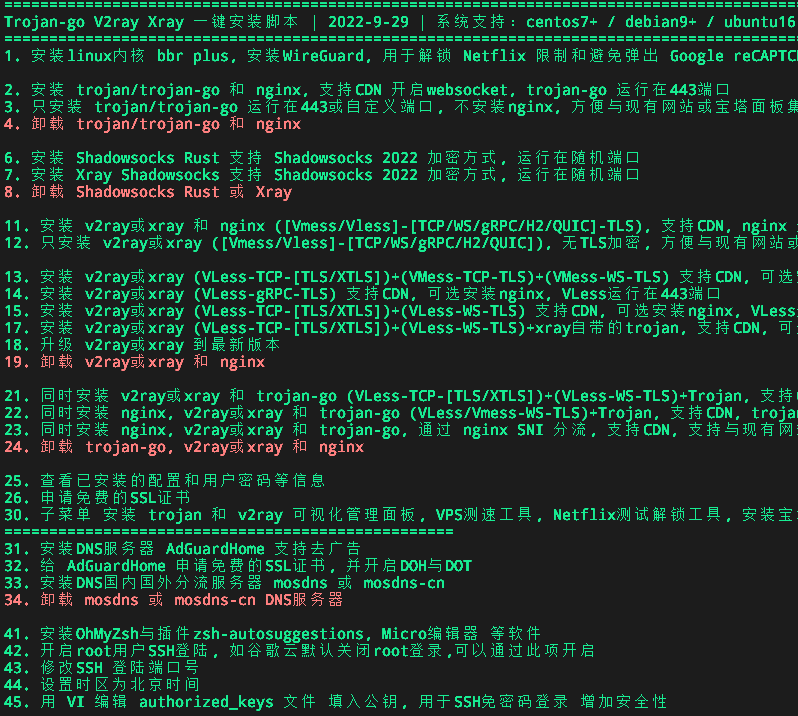 ===============================================================================
Trojan-go V2ray Xray 一键安装脚本 | 2022-9-29 | 系统支持: centos7+ / debian9+ / ubuntu16
===============================================================================
1. 安装linux内核 bbr plus, 安装WireGuard, 用于解锁 Netflix 限制和避免弹出 Google reCAPTC
2. 安装 trojan/trojan-go 和 nginx, 支持CDN 开启websocket, trojan-go 运行在443端口
3. 只安装 trojan/trojan-go 运行在443或自定义端口, 不安装nginx, 方便与现有网站或宝塔面板集
4. 卸载 trojan/trojan-go 和 nginx
6. 安装 Shadowsocks Rust 支持 Shadowsocks 2022 加密方式, 运行在随机端口
7. 安装 Xray Shadowsocks 支持 Shadowsocks 2022 加密方式, 运行在随机端口
8. 卸载 Shadowsocks Rust 或 Xray
11. 安装 v2ray或xray 和 nginx ([Vmess/Vless]-[TCP/WS/gRPC/H2/QUIC]-TLS), 支持CDN, nginx
12. 只安装 v2ray或xray ([Vmess/Vless]-[TCP/WS/gRPC/H2/QUIC]), 无TLS加密, 方便与现有网站或
13. 安装 v2ray或xray (VLess-TCP-[TLS/XTLS])+(VMess-TCP-TLS)+(VMess-WS-TLS) 支持CDN, 可选
14. 安装 v2ray或xray (VLess-gRPC-TLS) 支持CDN, 可选安装nginx, VLess运行在443端口
15. 安装 v2ray或xray (VLess-TCP-[TLS/XTLS])+(VLess-WS-TLS) 支持CDN, 可选安装nginx, VLess
17. 安装 v2ray或xray (VLess-TCP-[TLS/XTLS])+(VLess-WS-TLS)+xray自带的trojan, 支持CDN, 可
18. 升级 v2ray或xray 到最新版本
19. 卸载 v2ray或xray 和 nginx
21. 同时安装 v2ray或xray 和 trojan-go (VLess-TCP-[TLS/XTLS])+(VLess-WS-TLS)+Trojan, 支持
22. 同时安装 nginx, v2ray或xray 和 trojan-go (VLess/Vmess-WS-TLS)+Trojan, 支持CDN, trojan
23. 同时安装 nginx, v2ray或xray 和 trojan-go, 通过 nginx SNI 分流, 支持CDN, 支持与现有网
24. 卸载 trojan-go, v2ray或xray 和 nginx
25. 查看已安装的配置和用户密码等信息
26. 申请免费的SSL证书
30. 子菜单 安装 trojan 和 v2ray 可视化管理面板, VPS测速工具, Netflix测试解锁工具, 安装宝
==================================================
31. 安装DNS服务器 AdGuardHome 支持去广告
32. 给 AdGuardHome 申请免费的SSL证书, 并开启DOH与DOT
33. 安装DNS国内国外分流服务器 mosdns 或 mosdns-cn
34. 卸载 mosdns 或 mosdns-cn DNS服务器
41. 安装OhMyZsh与插件zsh-autosuggestions, Micro编辑器 等软件
42. 开启root用户SSH登陆, 如谷歌云默认关闭root登录,可以通过此项开启
43. 修改SSH 登陆端口号
44. 设置时区为北京时间
45. 用 VI 编辑 authorized_keys 文件 填入公钥, 用于SSH免密码登录 增加安全性